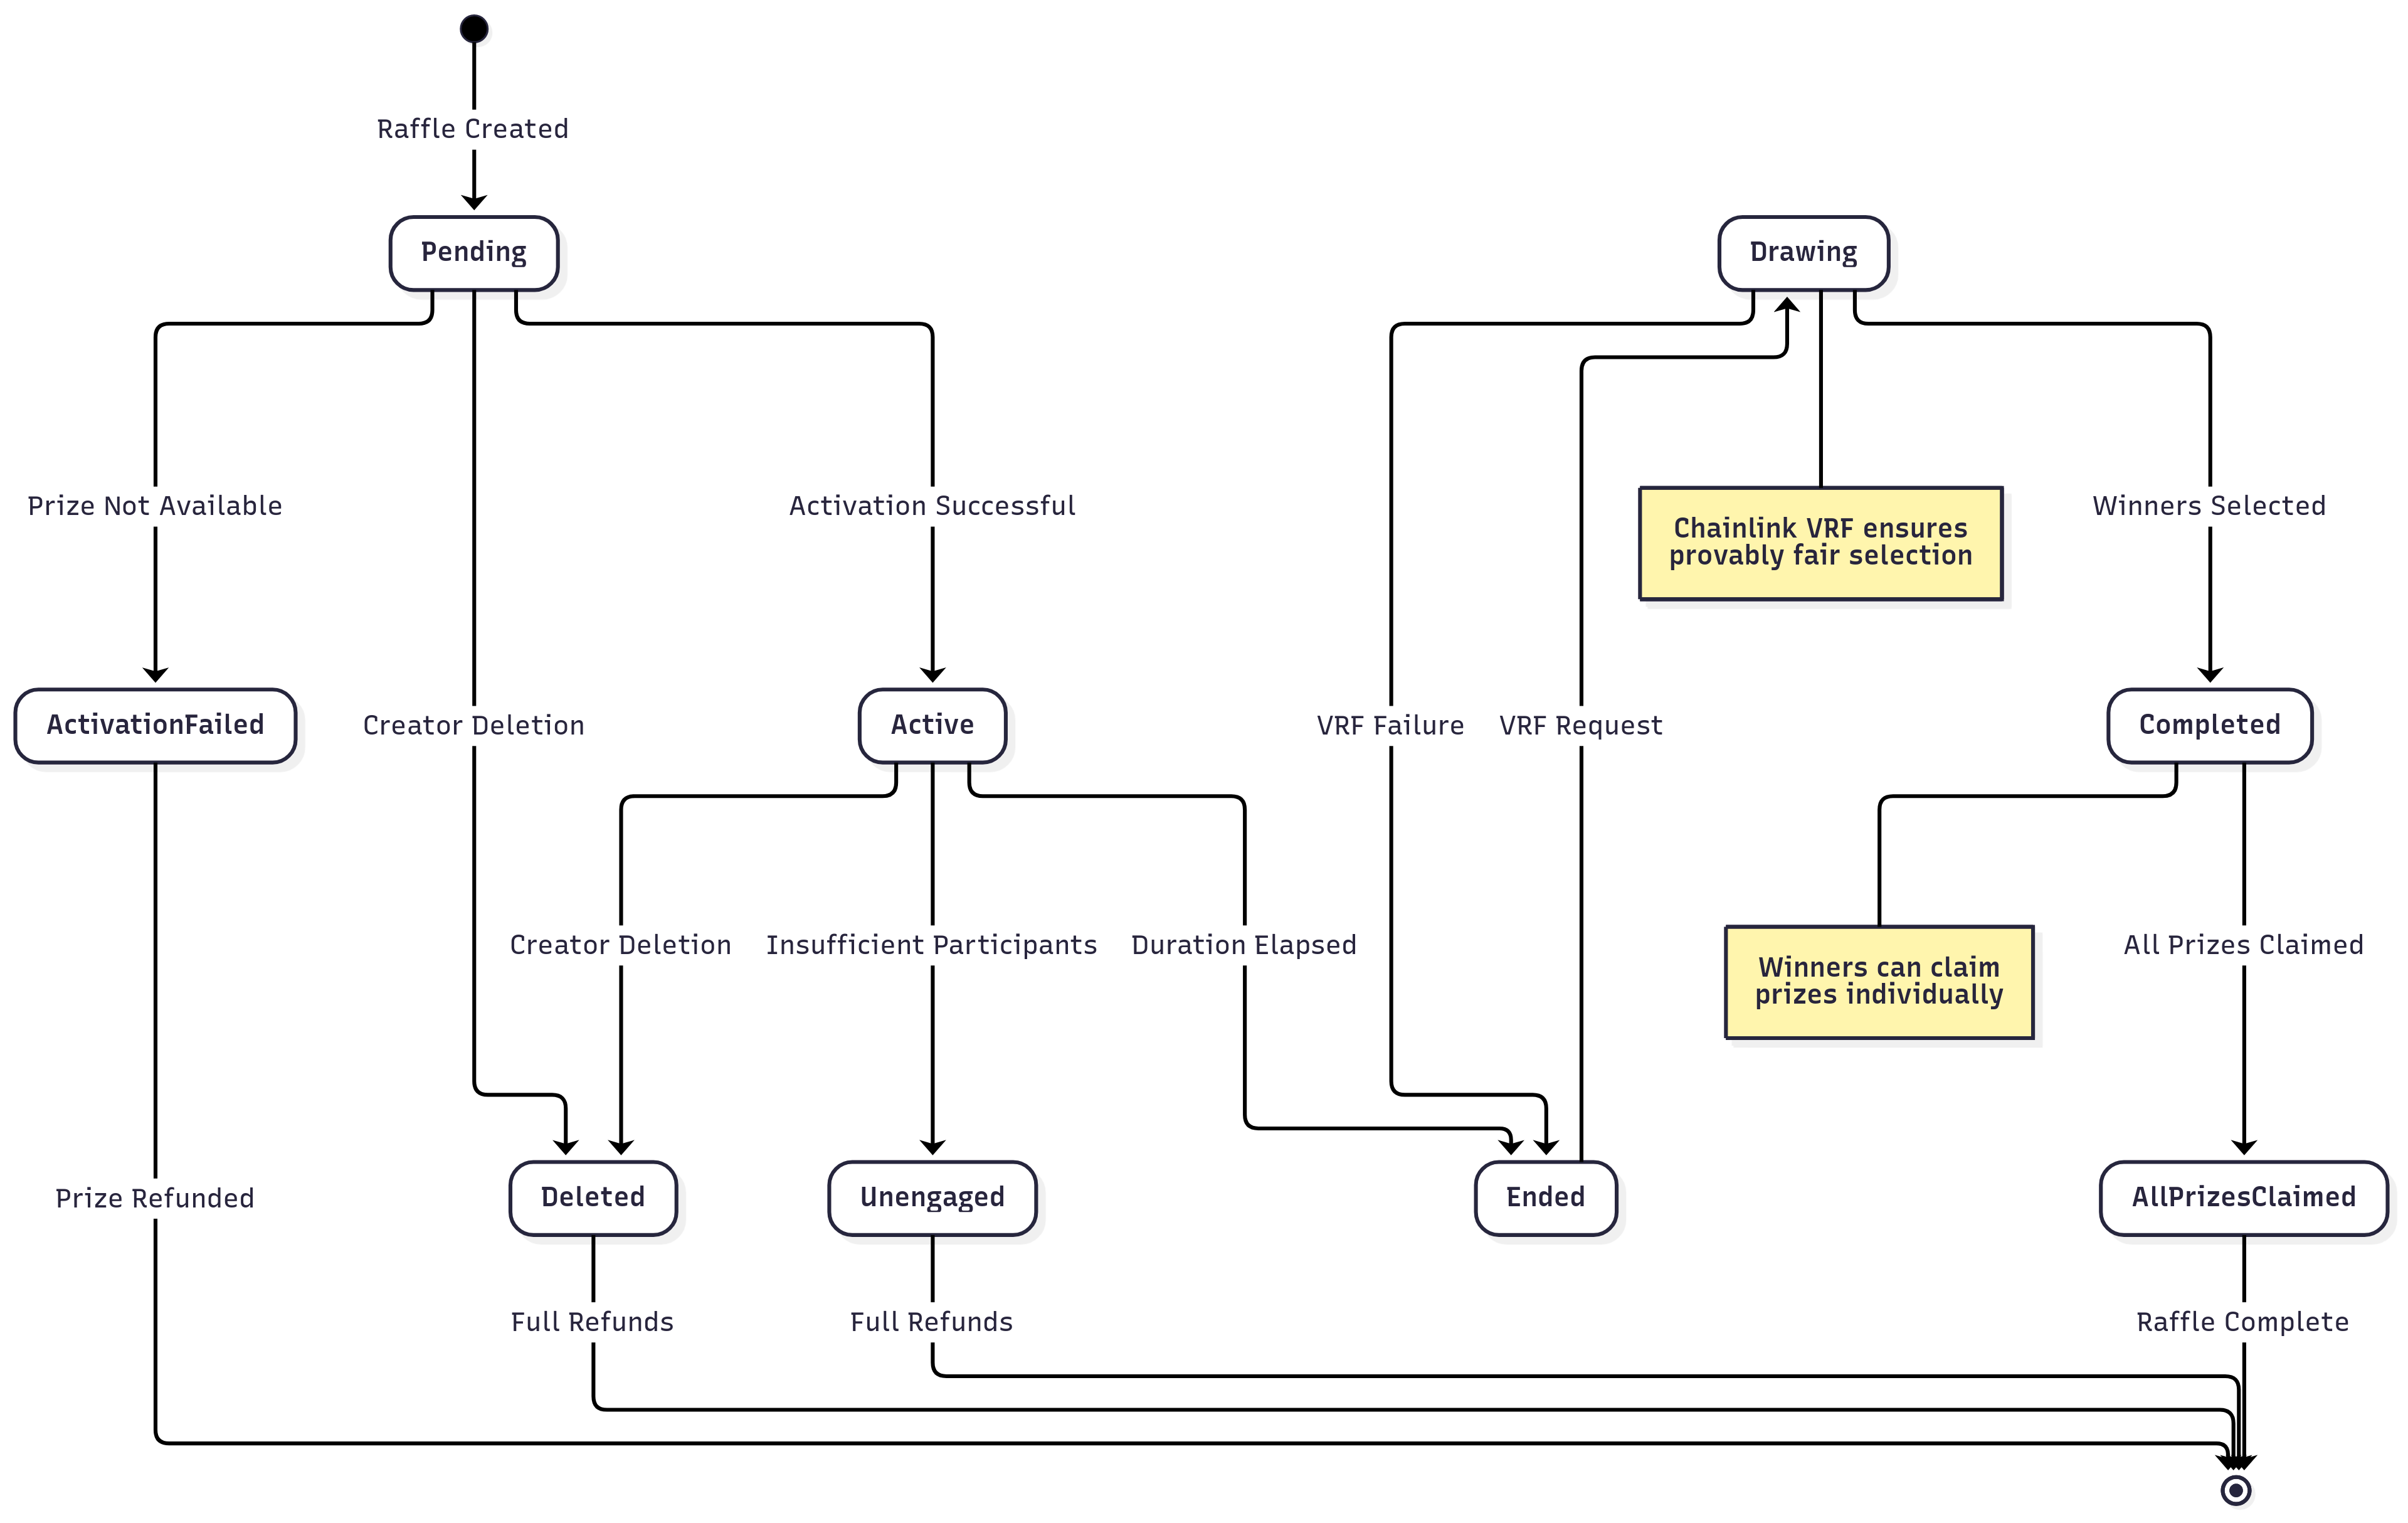 Raffle Created
Pending
Drawing
Prize Not Available
Activation Successful
Chainlink VRF ensures
provably fair selection
Winners Selected
ActivationFailed
Creator Deletion
Active
VRF Failure
VRF Request
Completed
Creator Deletion
Insufficient Participants
Duration Elapsed
Winners can claim
prizes individually
All Prizes Claimed
Prize Refunded
Deleted
Unengaged
Ended
AllPrizesClaimed
Full Refunds
Full Refunds
Raffle Complete